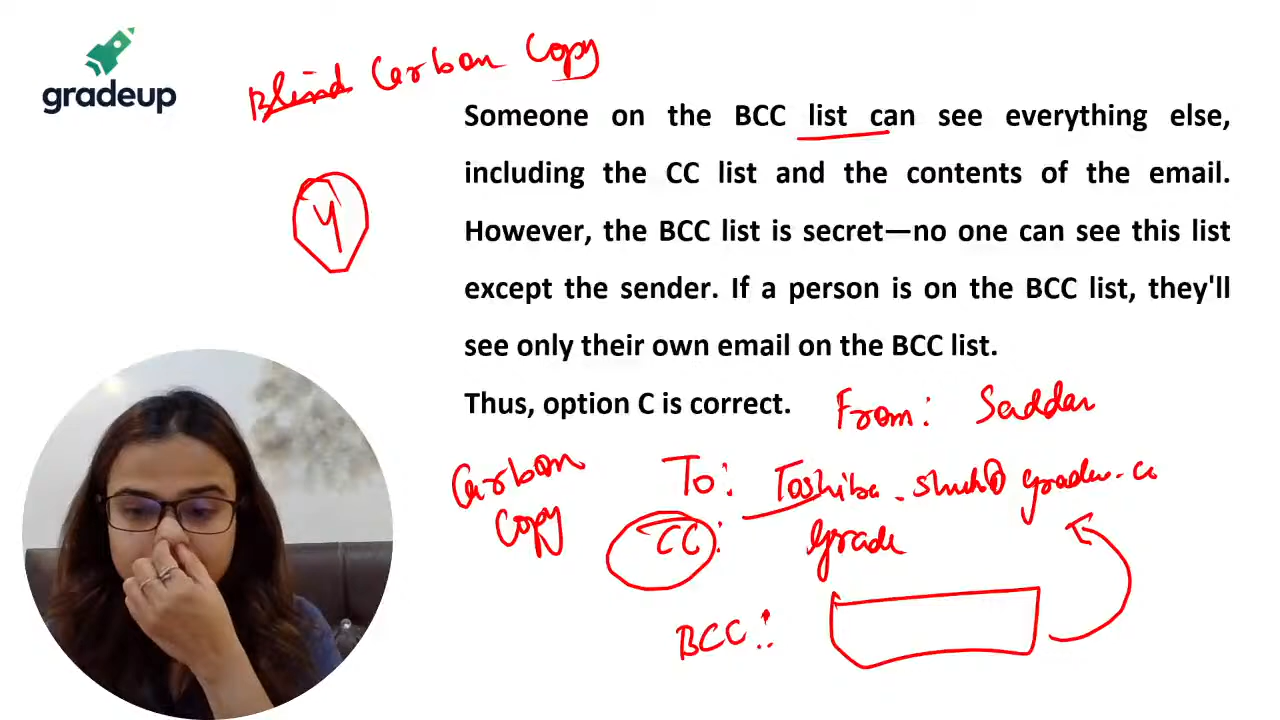 gradeup
Blind Carbon Copy
4
Someone on the BCC list can see everything else,
including the CC list and the contents of the email.
However, the BCC list is secret—no one can see this list
except the sender. If a person is on the BCC list, they'll
see only their own email on the BCC list.
Thus, option C is correct.
From:
Carbon
Copy
To: Toshiba.
CC: grade
BCC: